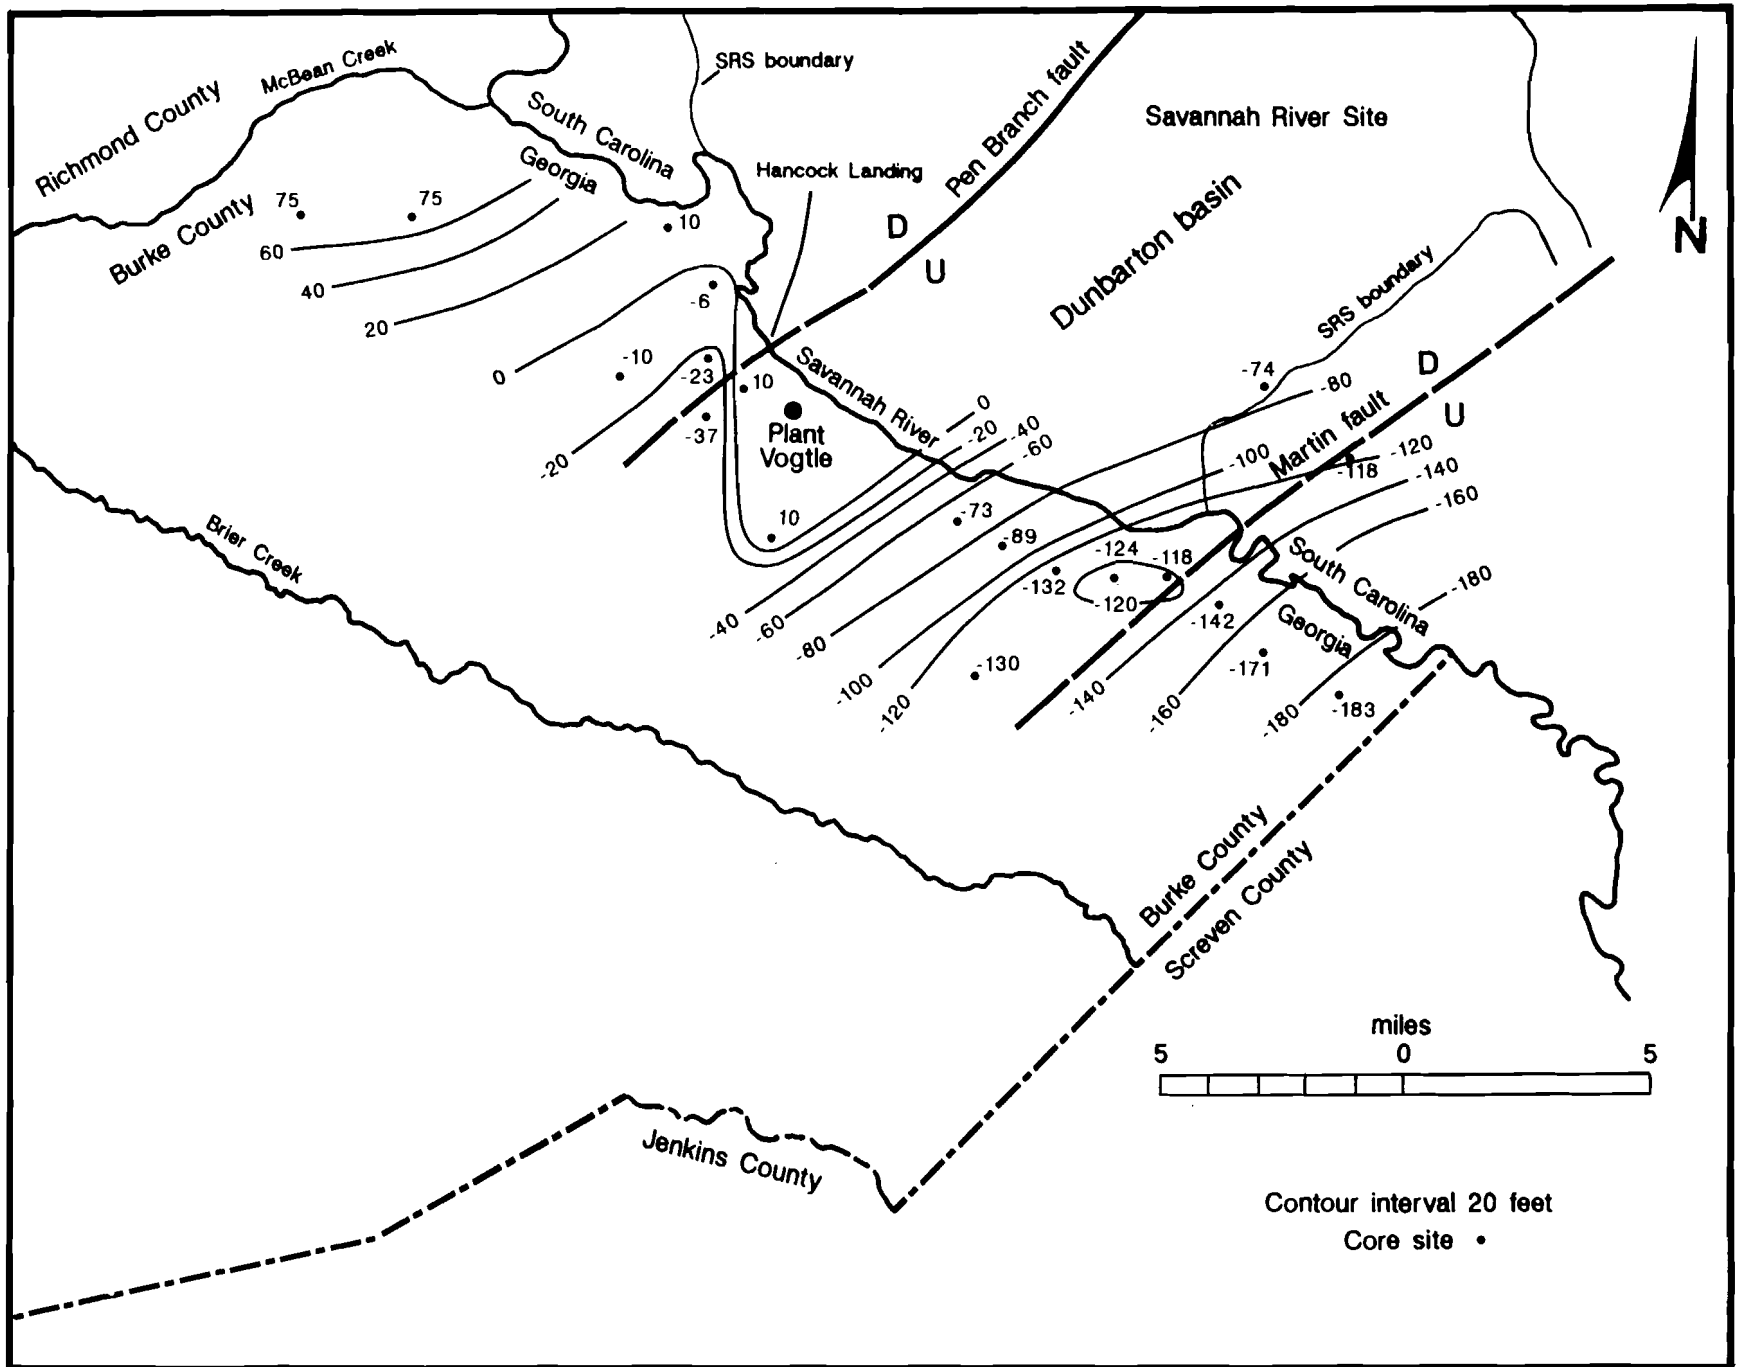 McBean Creek
SRS boundary
Richmond County
South Carolina
Pen Branch fault
Savannah River Site
Georgia
Hancock Landing
75
75
Burke County
10
D
N
60
U
Dunbarton basin
40
-6
SRS boundary
20
0
-10
-23
10
Savannah River
-74
-80
D
-37
Plant
Vogtle
0
-20
-40
-60
Martin fault
U
-20
-100
-118
-120
-140
-160
10
-73
-89
Brier Creek
-124
-118
-132
-120
South Carolina
-180
-40
-60
-80
-142
Georgia
-130
-171
-100
-120
-140
-160
-180
-183
Burke County
Screven County
miles
5 0 5
Jenkins County
Contour interval 20 feet
Core site